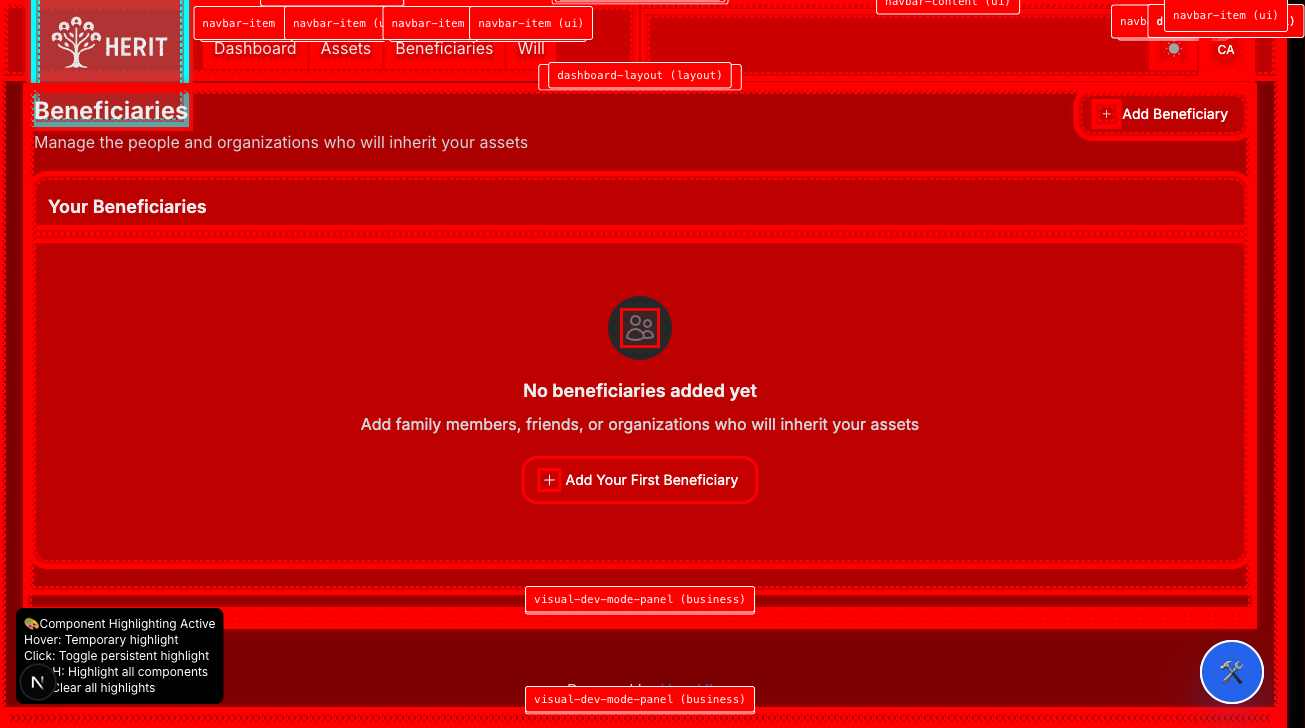 navbar-content (ui)
navbar-item
navbar-item (u
navbar-item
navbar-item (ui)
navb
navbar-item (ui)
HERIT
Dashboard
Assets
Beneficiaries
Will
CA
dashboard-layout (layout)
Beneficiaries
Add Beneficiary
Manage the people and organizations who will inherit your assets
Your Beneficiaries
No beneficiaries added yet
Add family members, friends, or organizations who will inherit your assets
Add Your First Beneficiary
visual-dev-mode-panel (business)
🎨Component Highlighting Active
Hover: Temporary highlight
Click: Toggle persistent highlight
H: Highlight all components
Clear all highlights
N
visual-dev-mode-panel (business)